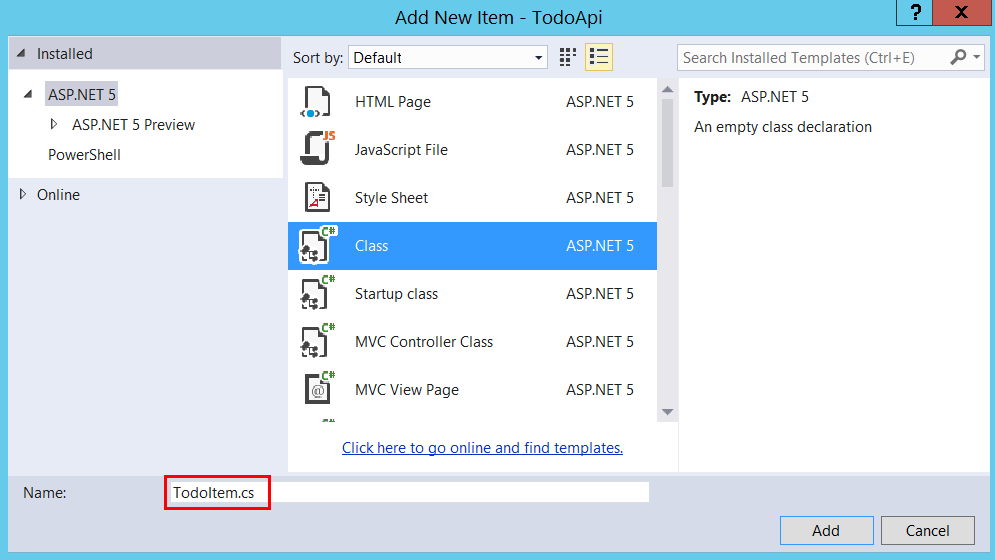 Add New Item - TodoApi
?
X
Installed
ASP.NET 5
ASP.NET 5 Preview
PowerShell
Online
Sort by: Default
Search Installed Templates (Ctrl+E)
HTML Page ASP.NET 5
JS
JavaScript File ASP.NET 5
A
Style Sheet ASP.NET 5
C#
Class ASP.NET 5
C#
Startup class ASP.NET 5
C#
MVC Controller Class ASP.NET 5
C#
@
MVC View Page ASP.NET 5
Click here to go online and find templates.
Type: ASP.NET 5
An empty class declaration
Name: TodoItem.cs
Add
Cancel